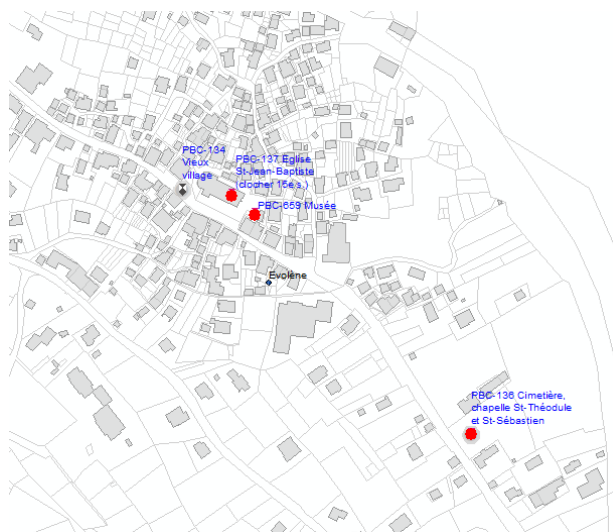 PBC-134
Vieux
village
PBC-137 Eglise
St-Jean-Baptiste
(clocher 15e s.)
PBC-659 Musée
Evolène
PBC-136 Cimetière,
chapelle St-Théodule
et St-Sébastien